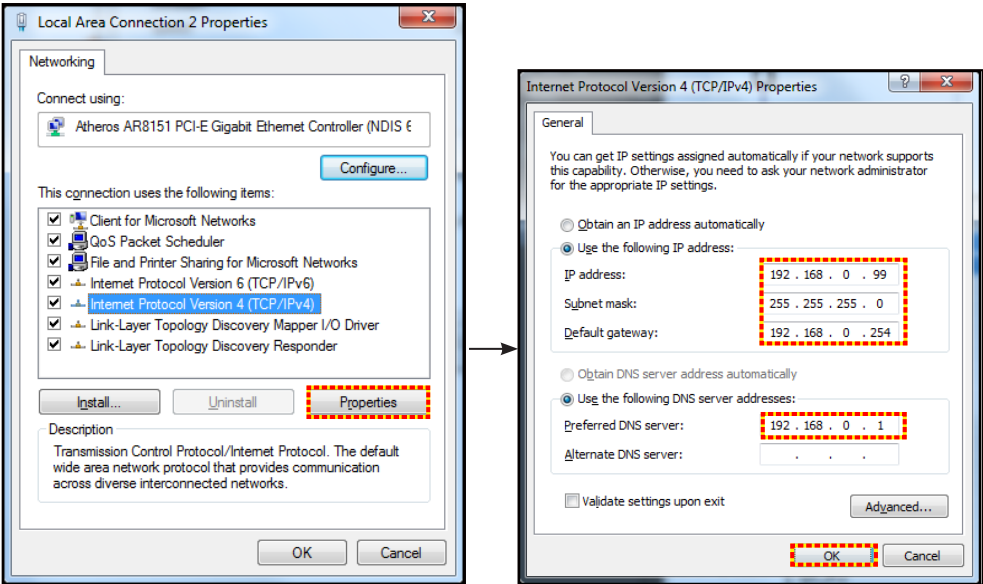 Local Area Connection 2 Properties
Networking
Connect using:
Atheros AR8151 PCI-E Gigabit Ethernet Controller (NDIS 6
Configure...
This connection uses the following items:
Client for Microsoft Networks
QoS Packet Scheduler
File and Printer Sharing for Microsoft Networks
Internet Protocol Version 6 (TCP/IPv6)
Internet Protocol Version 4 (TCP/IPv4)
Link-Layer Topology Discovery Mapper I/O Driver
Link-Layer Topology Discovery Responder
Install...
Uninstall
Properties
Description
Transmission Control Protocol/Internet Protocol. The default
wide area network protocol that provides communication
across diverse interconnected networks.
OK
Cancel
Internet Protocol Version 4 (TCP/IPv4) Properties
General
You can get IP settings assigned automatically if your network supports
this capability. Otherwise, you need to ask your network administrator
for the appropriate IP settings.
Obtain an IP address automatically
Use the following IP address:
IP address: 192 . 168 . 0 . 99
Subnet mask: 255 . 255 . 255 . 0
Default gateway: 192 . 168 . 0 . 254
Obtain DNS server address automatically
Use the following DNS server addresses:
Preferred DNS server: 192 . 168 . 0 . 1
Alternate DNS server: . . .
Validate settings upon exit
Advanced...
OK
Cancel